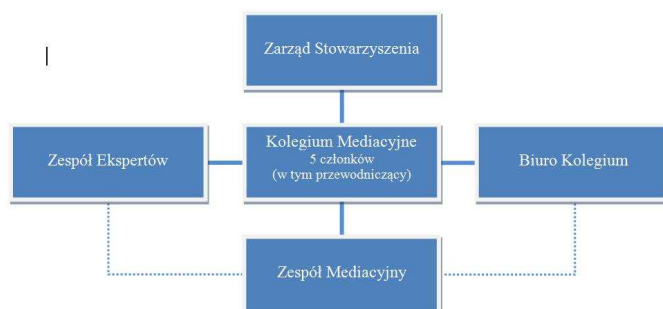 Zarząd Stowarzyszenia
Zespół Ekspertów
Kolegium Mediacyjne
5 członków
(w tym przewodniczący)
Biuro Kolegium
Zespół Mediacyjny